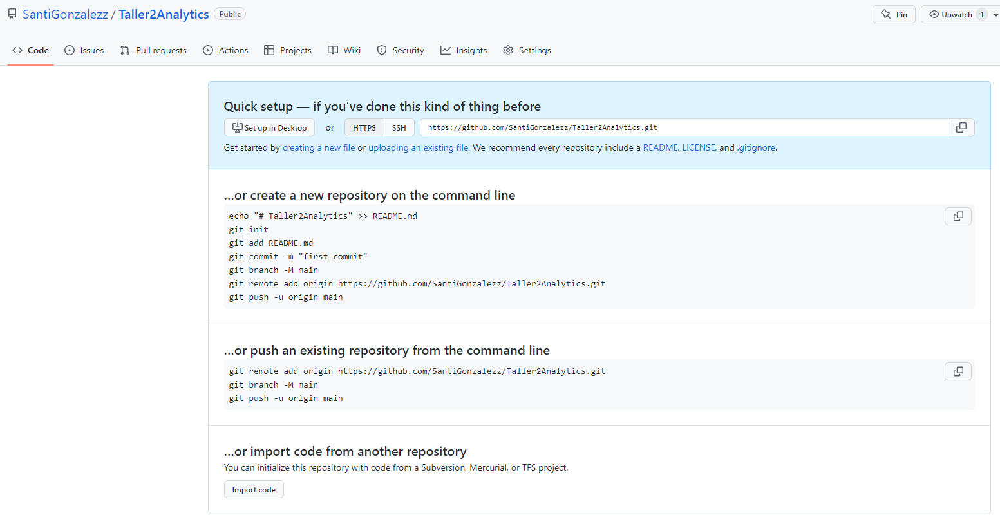 SantiGonzalezz / Taller2Analytics Public Pin Unwatch 1
Code Issues Pull requests Actions Projects Wiki Security Insights Settings
Quick setup — if you’ve done this kind of thing before
Set up in Desktop or HTTPS SSH https://github.com/SantiGonzalezz/Taller2Analytics.git
Get started by creating a new file or uploading an existing file. We recommend every repository include a README, LICENSE, and .gitignore.
…or create a new repository on the command line
echo "# Taller2Analytics" >> README.md
git init
git add README.md
git commit -m "first commit"
git branch -M main
git remote add origin https://github.com/SantiGonzalezz/Taller2Analytics.git
git push -u origin main
…or push an existing repository from the command line
git remote add origin https://github.com/SantiGonzalezz/Taller2Analytics.git
git branch -M main
git push -u origin main
…or import code from another repository
You can initialize this repository with code from a Subversion, Mercurial, or TFS project.
Import code